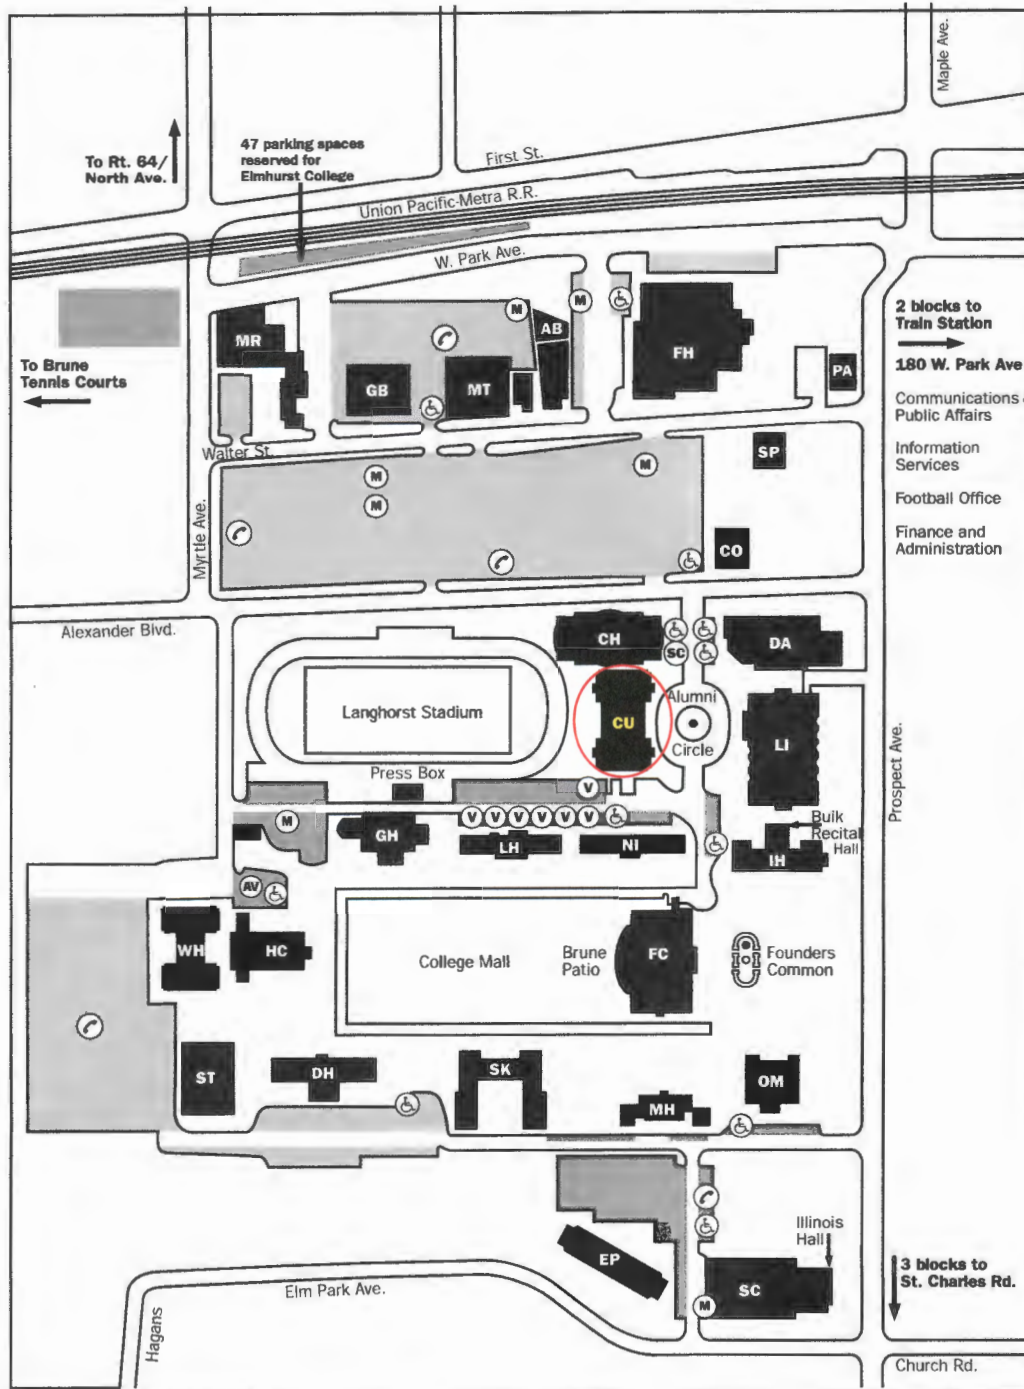 Maple Ave.
To Rt. 64/
North Ave.
47 parking spaces
reserved for
Elmhurst College
First St.
Union Pacific-Metra R.R.
W. Park Ave.
M
M
AB
MR
FH
2 blocks to
Train Station
To Brune
Tennis Courts
GB
MT
PA
180 W. Park Ave
Communications &
Public Affairs
Walter St.
M
M
SP
Information
Services
M
Football Office
Myrtle Ave.
CO
Finance and
Administration
Alexander Blvd.
CH
SC
DA
Langhorst Stadium
CU
Alumni
Circle
LI
Prospect Ave.
Press Box
V
M
GH
V V V V V V
LH
NI
Buik
Recital
Hall
IH
AV
WH
HC
College Mall
Brune
Patio
FC
Founders
Common
ST
DH
SK
MH
OM
Illinois
Hall
EP
SC
M
3 blocks to
St. Charles Rd.
Elm Park Ave.
Hagans
Church Rd.